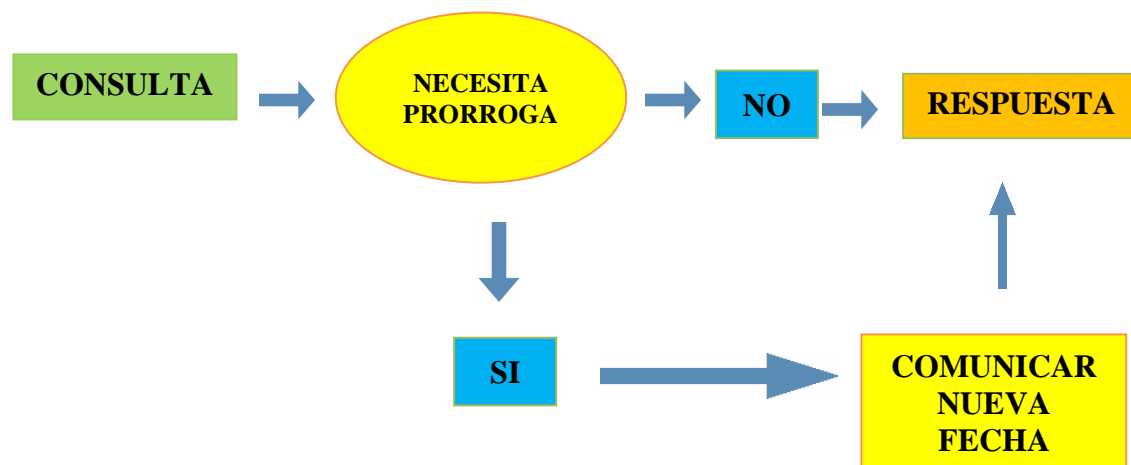 CONSULTA
NECESITA
PRORROGA
NO
RESPUESTA
SI
COMUNICAR
NUEVA
FECHA